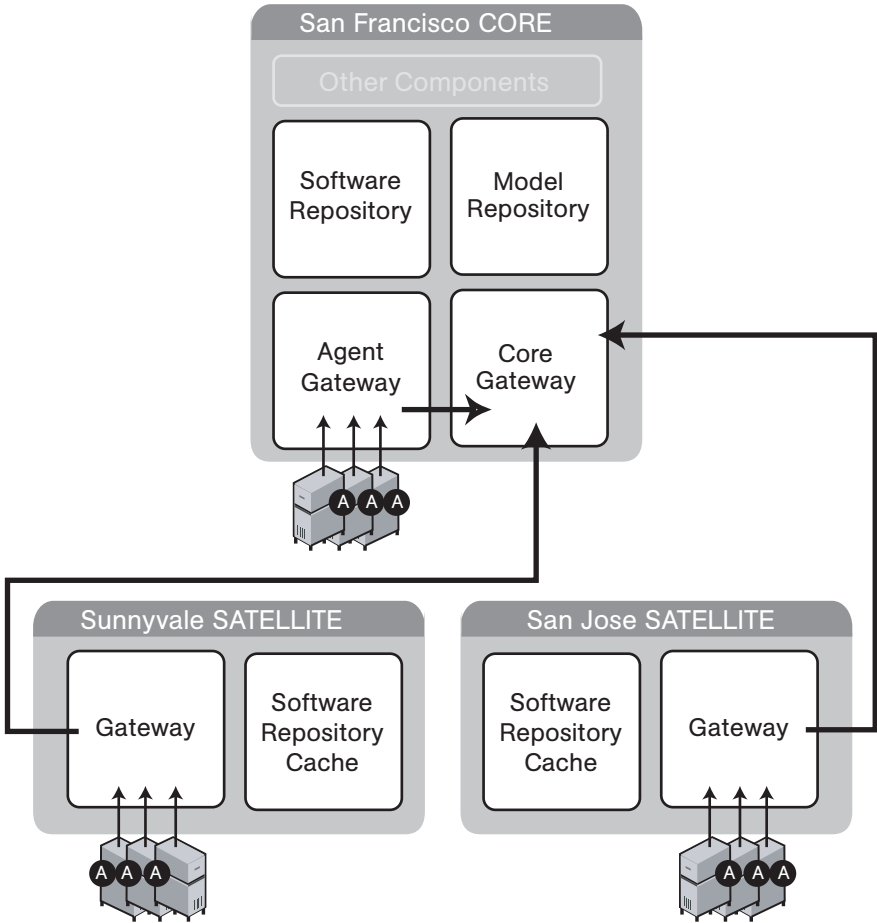 San Francisco CORE
Other Components
Software
Repository
Model
Repository
Agent
Gateway
Core
Gateway
A A A
Sunnyvale SATELLITE
San Jose SATELLITE
Gateway
Software
Repository
Cache
Software
Repository
Cache
Gateway
A A A
A A A